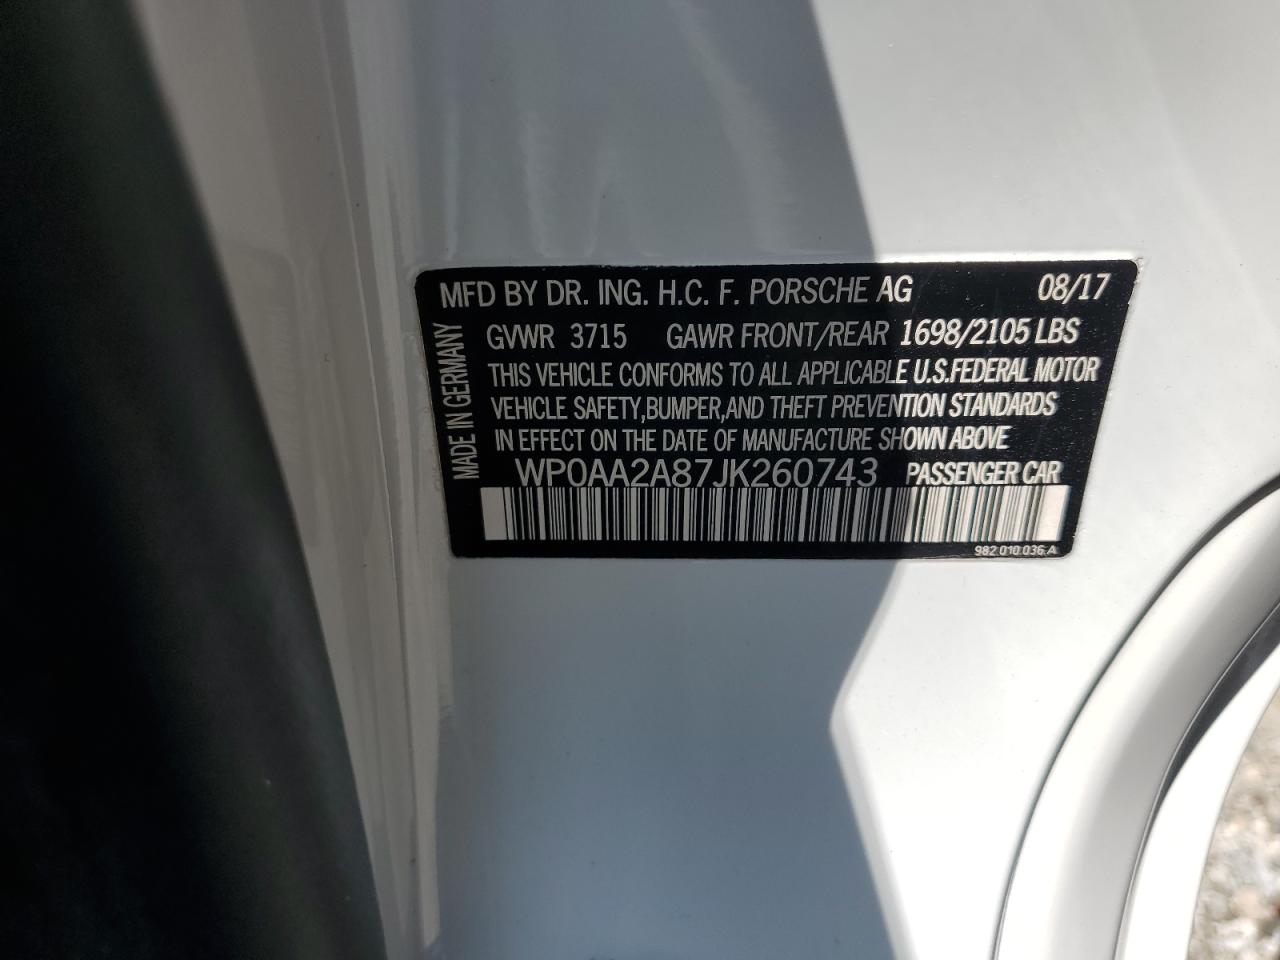 MFD BY DR. ING. H.C. F. PORSCHE AG 08/17
MADE IN GERMANY
GVWR 3715 GAWR FRONT/REAR 1698/2105 LBS
THIS VEHICLE CONFORMS TO ALL APPLICABLE U.S.FEDERAL MOTOR
VEHICLE SAFETY,BUMPER,AND THEFT PREVENTION STANDARDS
IN EFFECT ON THE DATE OF MANUFACTURE SHOWN ABOVE
WP0AA2A87JK260743 PASSENGER CAR
982.010.036.A